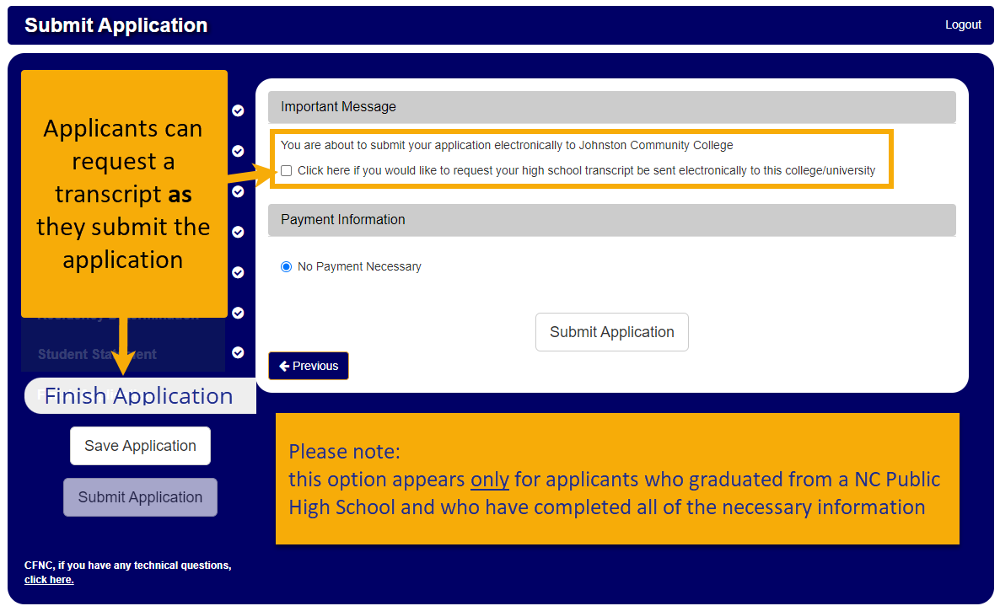 Submit Application
Logout
Applicants can
request a
transcript as
they submit the
application
Important Message
You are about to submit your application electronically to Johnston Community College
Click here if you would like to request your high school transcript be sent electronically to this college/university
Payment Information
No Payment Necessary
Submit Application
Previous
Student Statement
Finish Application
Save Application
Submit Application
Please note:
this option appears only for applicants who graduated from a NC Public
High School and who have completed all of the necessary information
CFNC, if you have any technical questions,
click here.